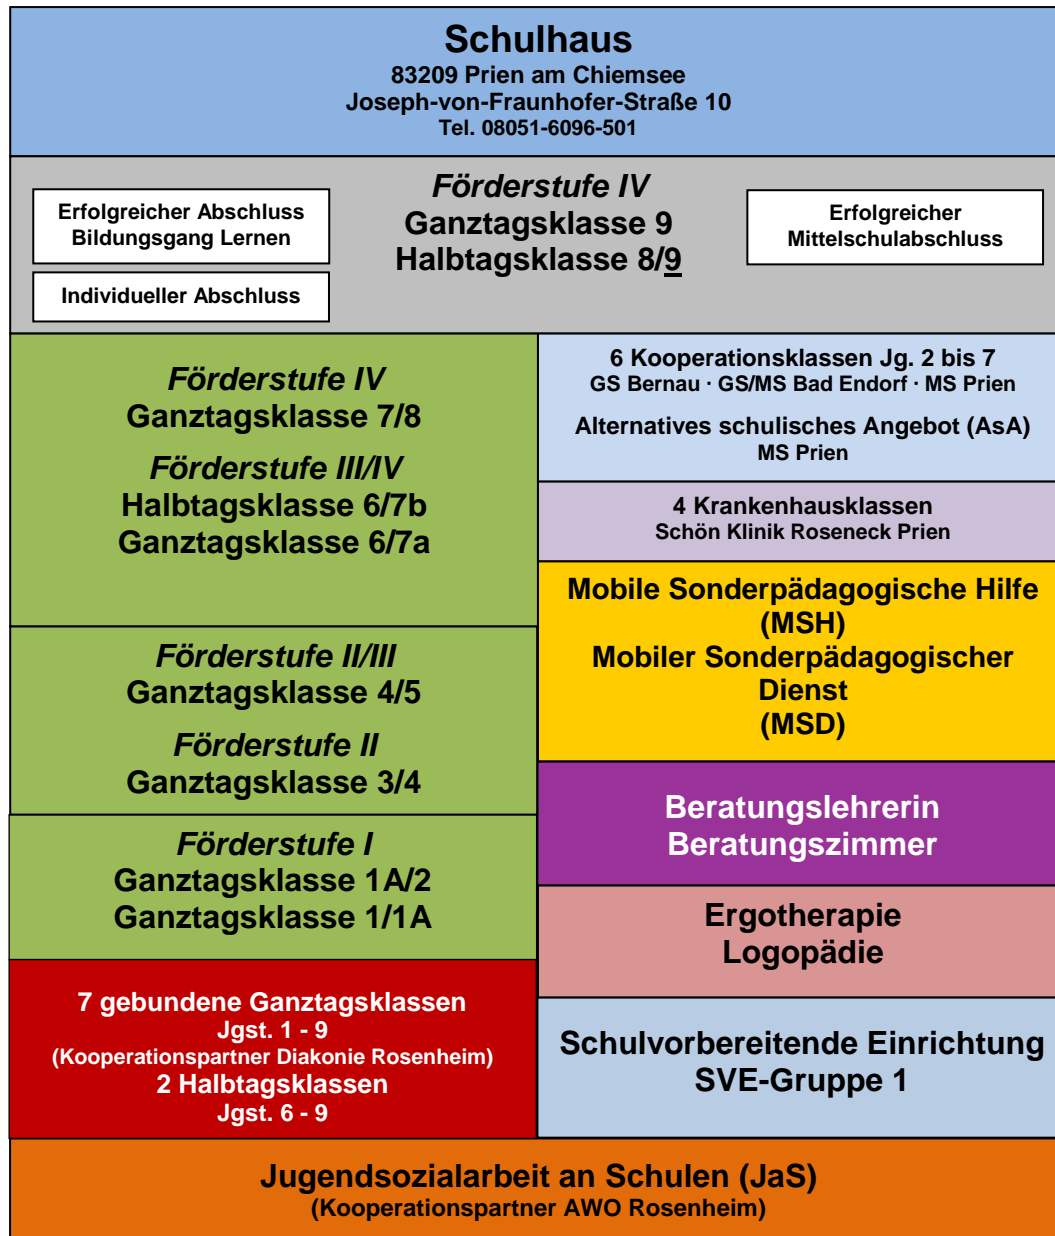 Schulhaus
83209 Prien am Chiemsee
Joseph-von-Fraunhofer-Straße 10
Tel. 08051-6096-501
Förderstufe IV
Ganztagsklasse 9
Halbtagsklasse 8/9
Erfolgreicher Abschluss
Bildungsgang Lernen
Individueller Abschluss
Erfolgreicher
Mittelschulabschluss
Förderstufe IV
Ganztagsklasse 7/8
Förderstufe III/IV
Halbtagsklasse 6/7b
Ganztagsklasse 6/7a
Förderstufe II/III
Ganztagsklasse 4/5
Förderstufe II
Ganztagsklasse 3/4
Förderstufe I
Ganztagsklasse 1A/2
Ganztagsklasse 1/1A
7 gebundene Ganztagsklassen
Jgst. 1 - 9
(Kooperationspartner Diakonie Rosenheim)
2 Halbtagsklassen
Jgst. 6 - 9
6 Kooperationsklassen Jg. 2 bis 7
GS Bernau · GS/MS Bad Endorf · MS Prien
Alternatives schulisches Angebot (AsA)
MS Prien
4 Krankenhausklassen
Schön Klinik Roseneck Prien
Mobile Sonderpädagogische Hilfe
(MSH)
Mobiler Sonderpädagogischer
Dienst
(MSD)
Beratungslehrerin
Beratungszimmer
Ergotherapie
Logopädie
Schulvorbereitende Einrichtung
SVE-Gruppe 1
Jugendsozialarbeit an Schulen (JaS)
(Kooperationspartner AWO Rosenheim)